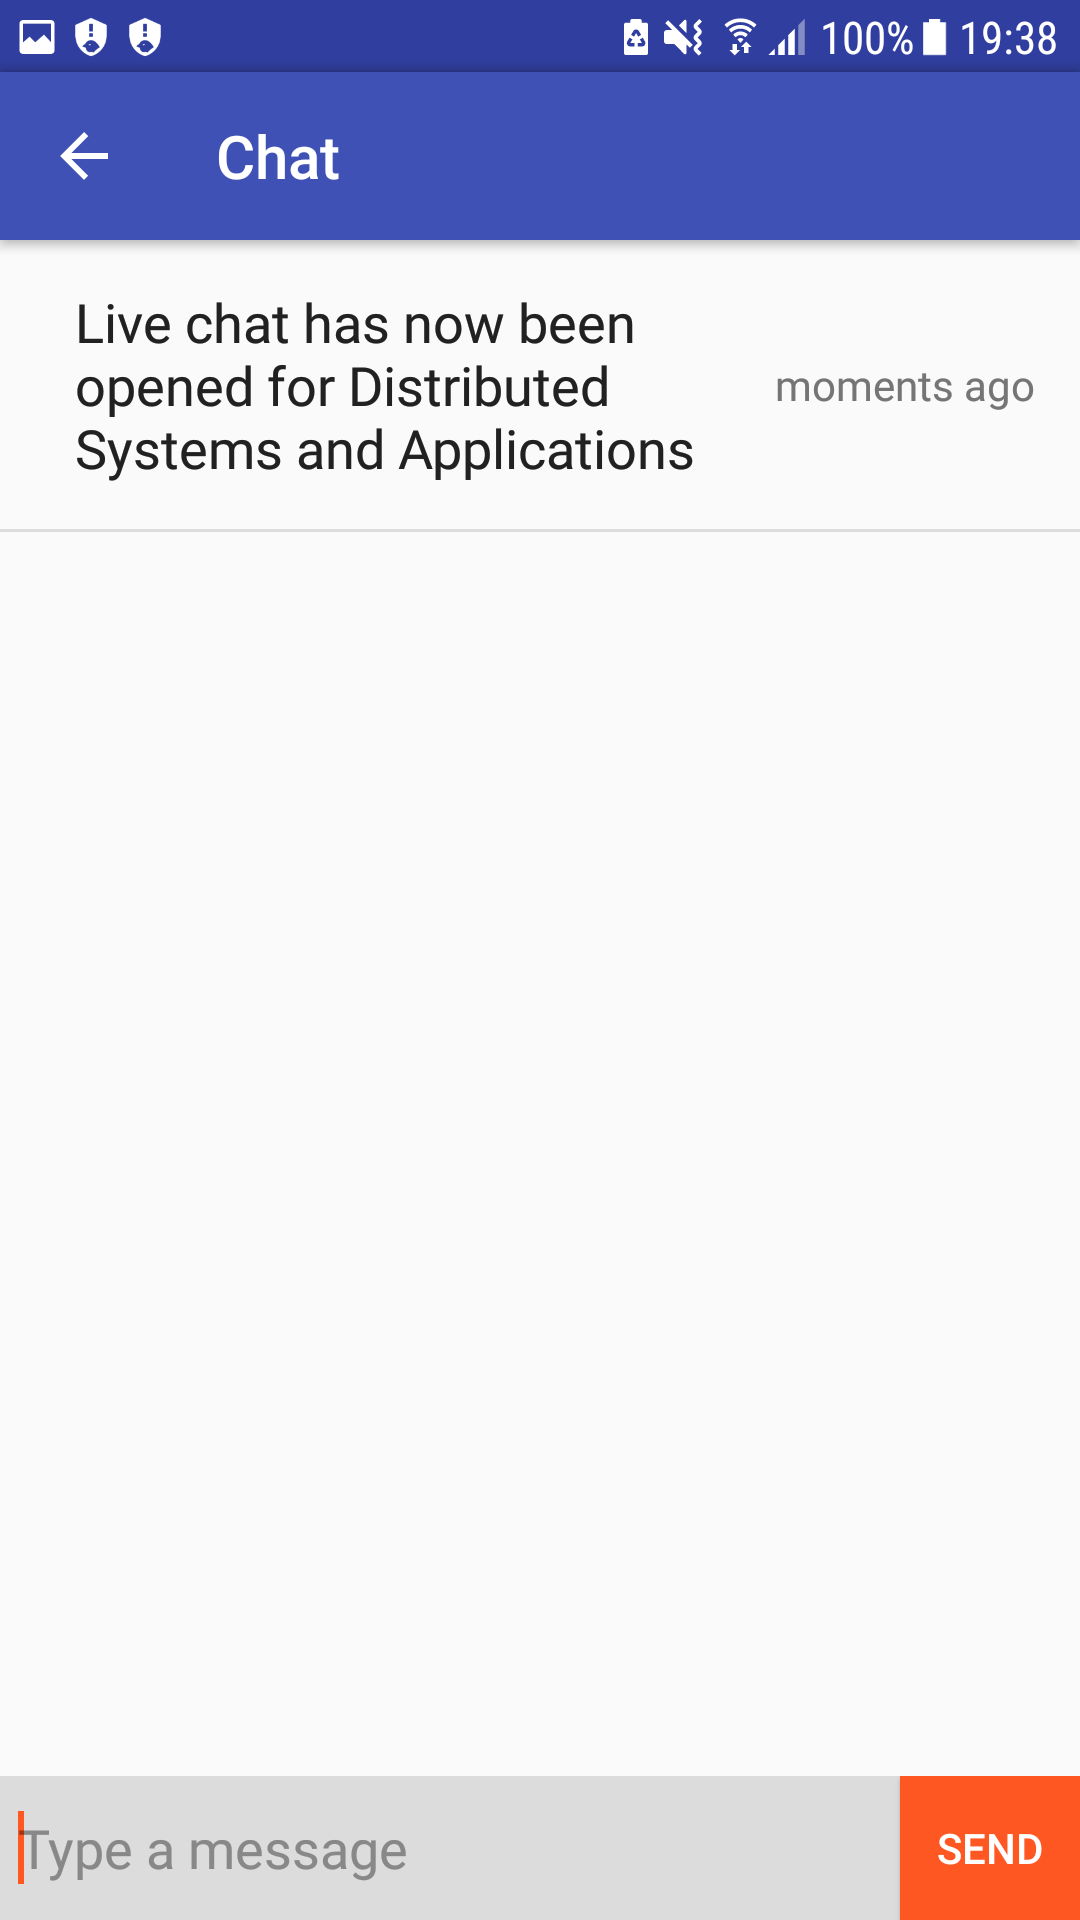 100% 19:38
Chat
Live chat has now been
opened for Distributed
Systems and Applications
moments ago
Type a message
SEND